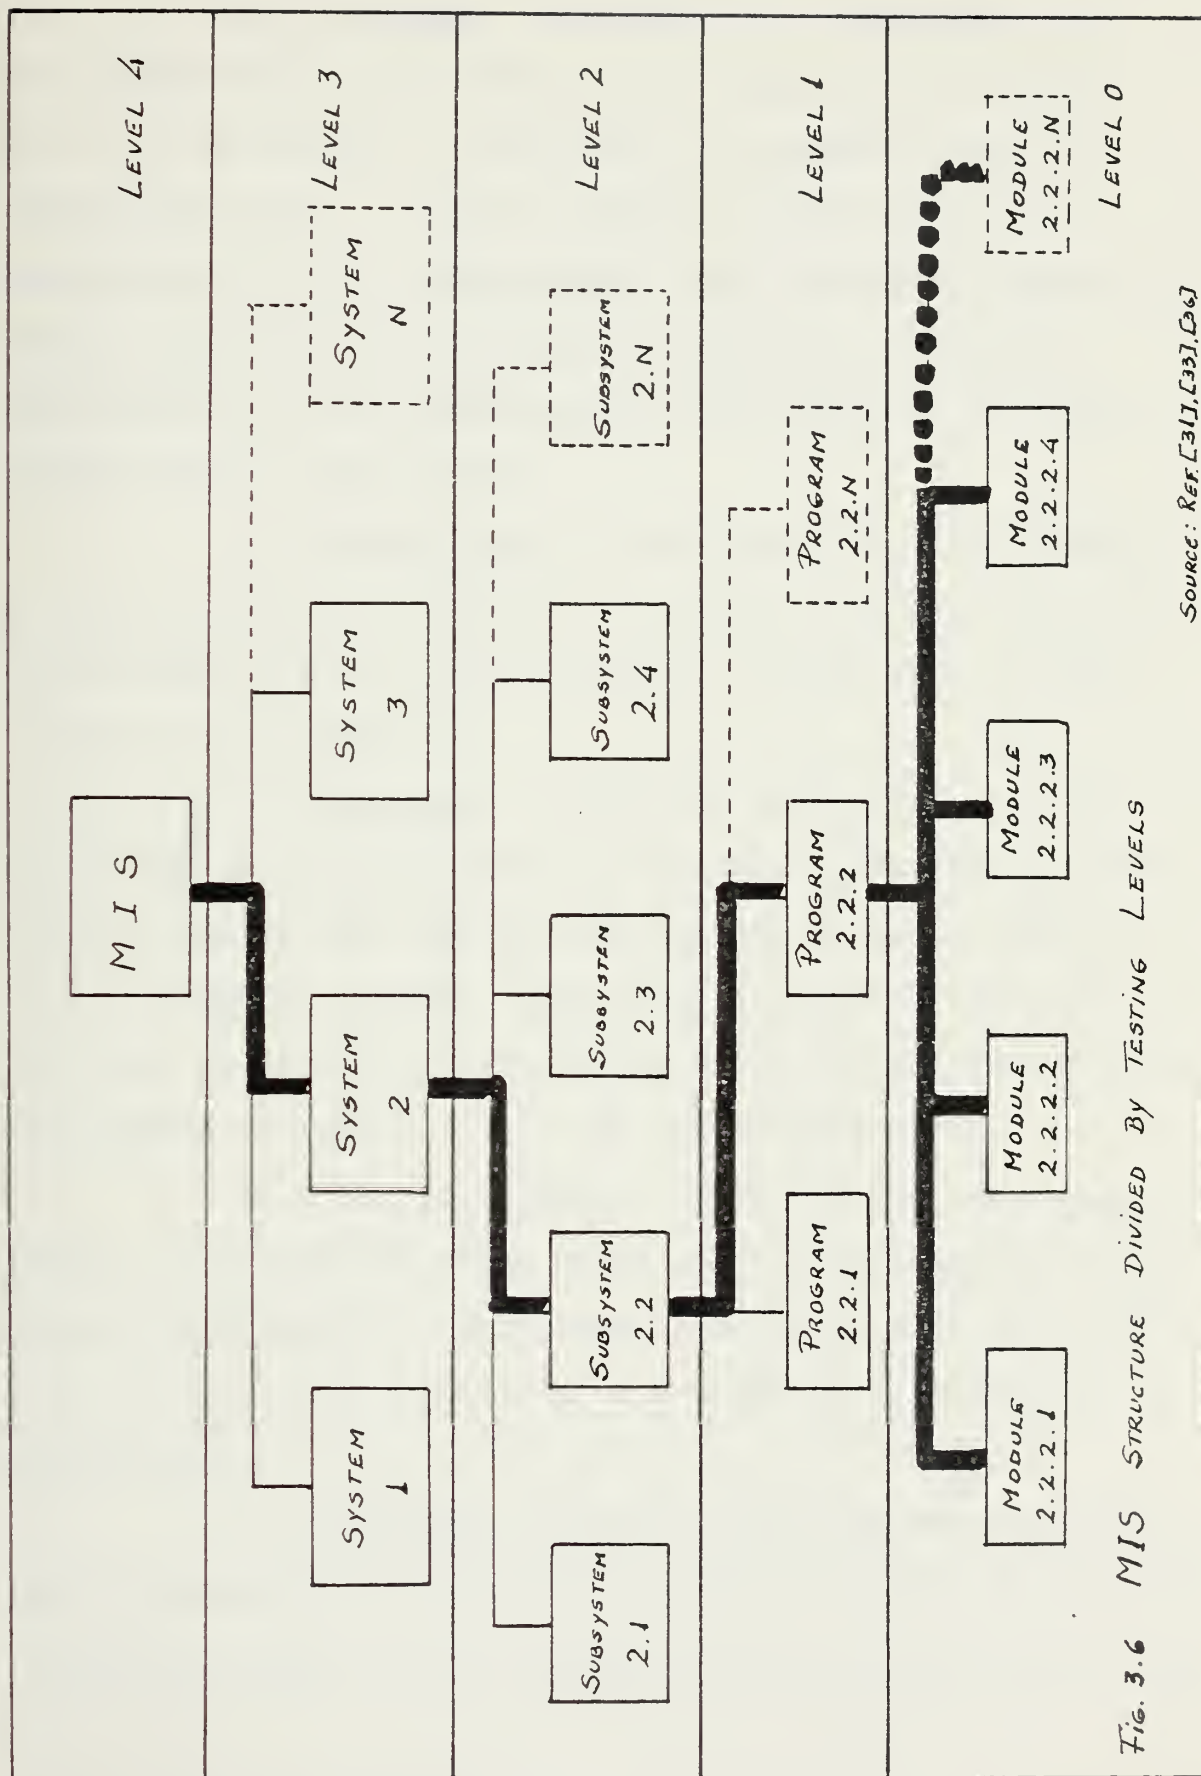 LEVEL 4
MIS
LEVEL 3
SYSTEM
1
SYSTEM
2
SYSTEM
3
SYSTEM
N
LEVEL 2
SUBSYSTEM
2.1
SUBSYSTEM
2.2
SUBSYSTEM
2.3
SUBSYSTEM
2.4
SUBSYSTEM
2.N
LEVEL 1
PROGRAM
2.2.1
PROGRAM
2.2.2
PROGRAM
2.2.N
MODULE
2.2.2.1
MODULE
2.2.2.2
MODULE
2.2.2.3
MODULE
2.2.2.4
MODULE
2.2.2.N
LEVEL 0
FIG. 3.6 MIS STRUCTURE DIVIDED BY TESTING LEVELS
SOURCE: REF. [31], [33], [36]